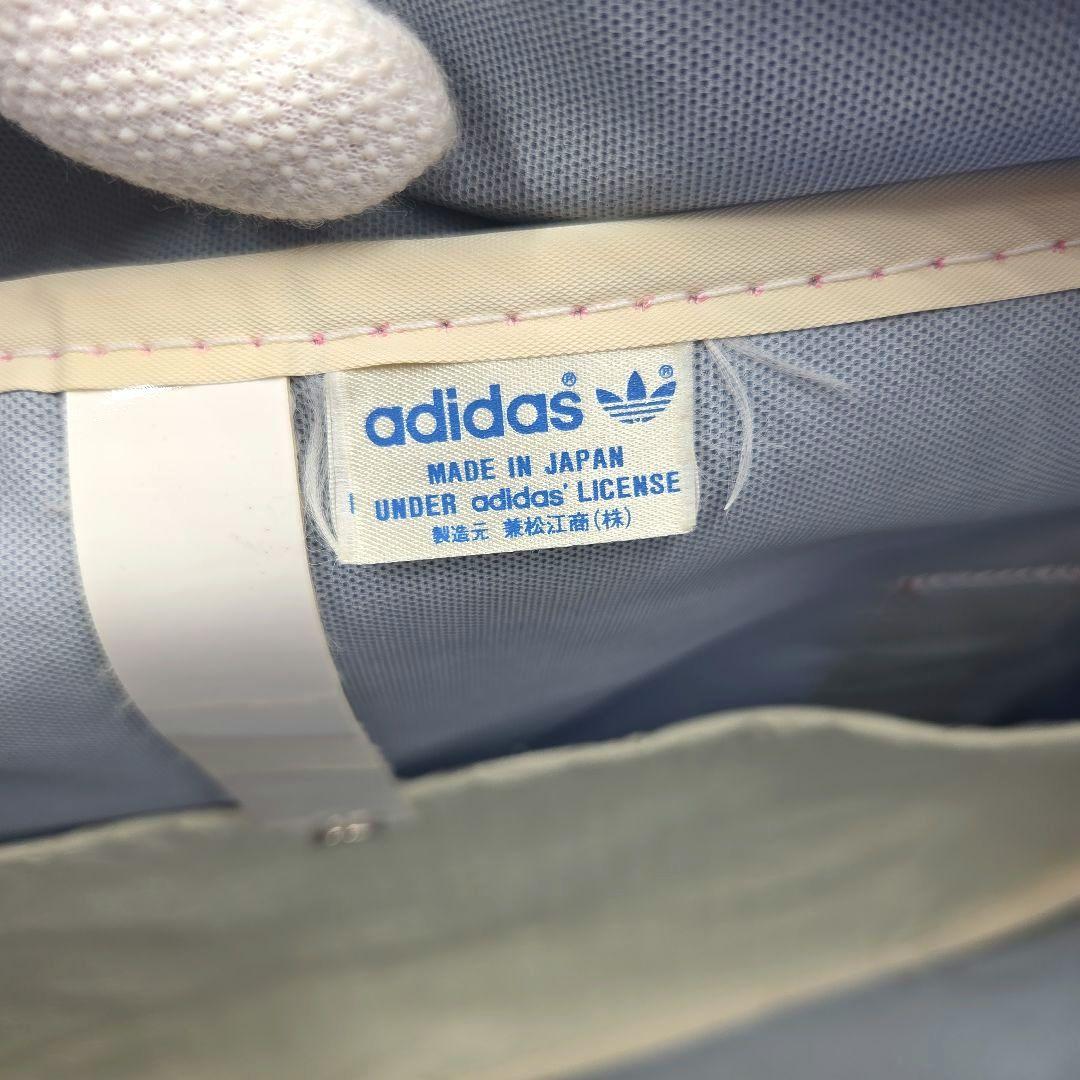 adidas® ®
MADE IN JAPAN
UNDER adidas' LICENSE
製造元 兼松江商(株)